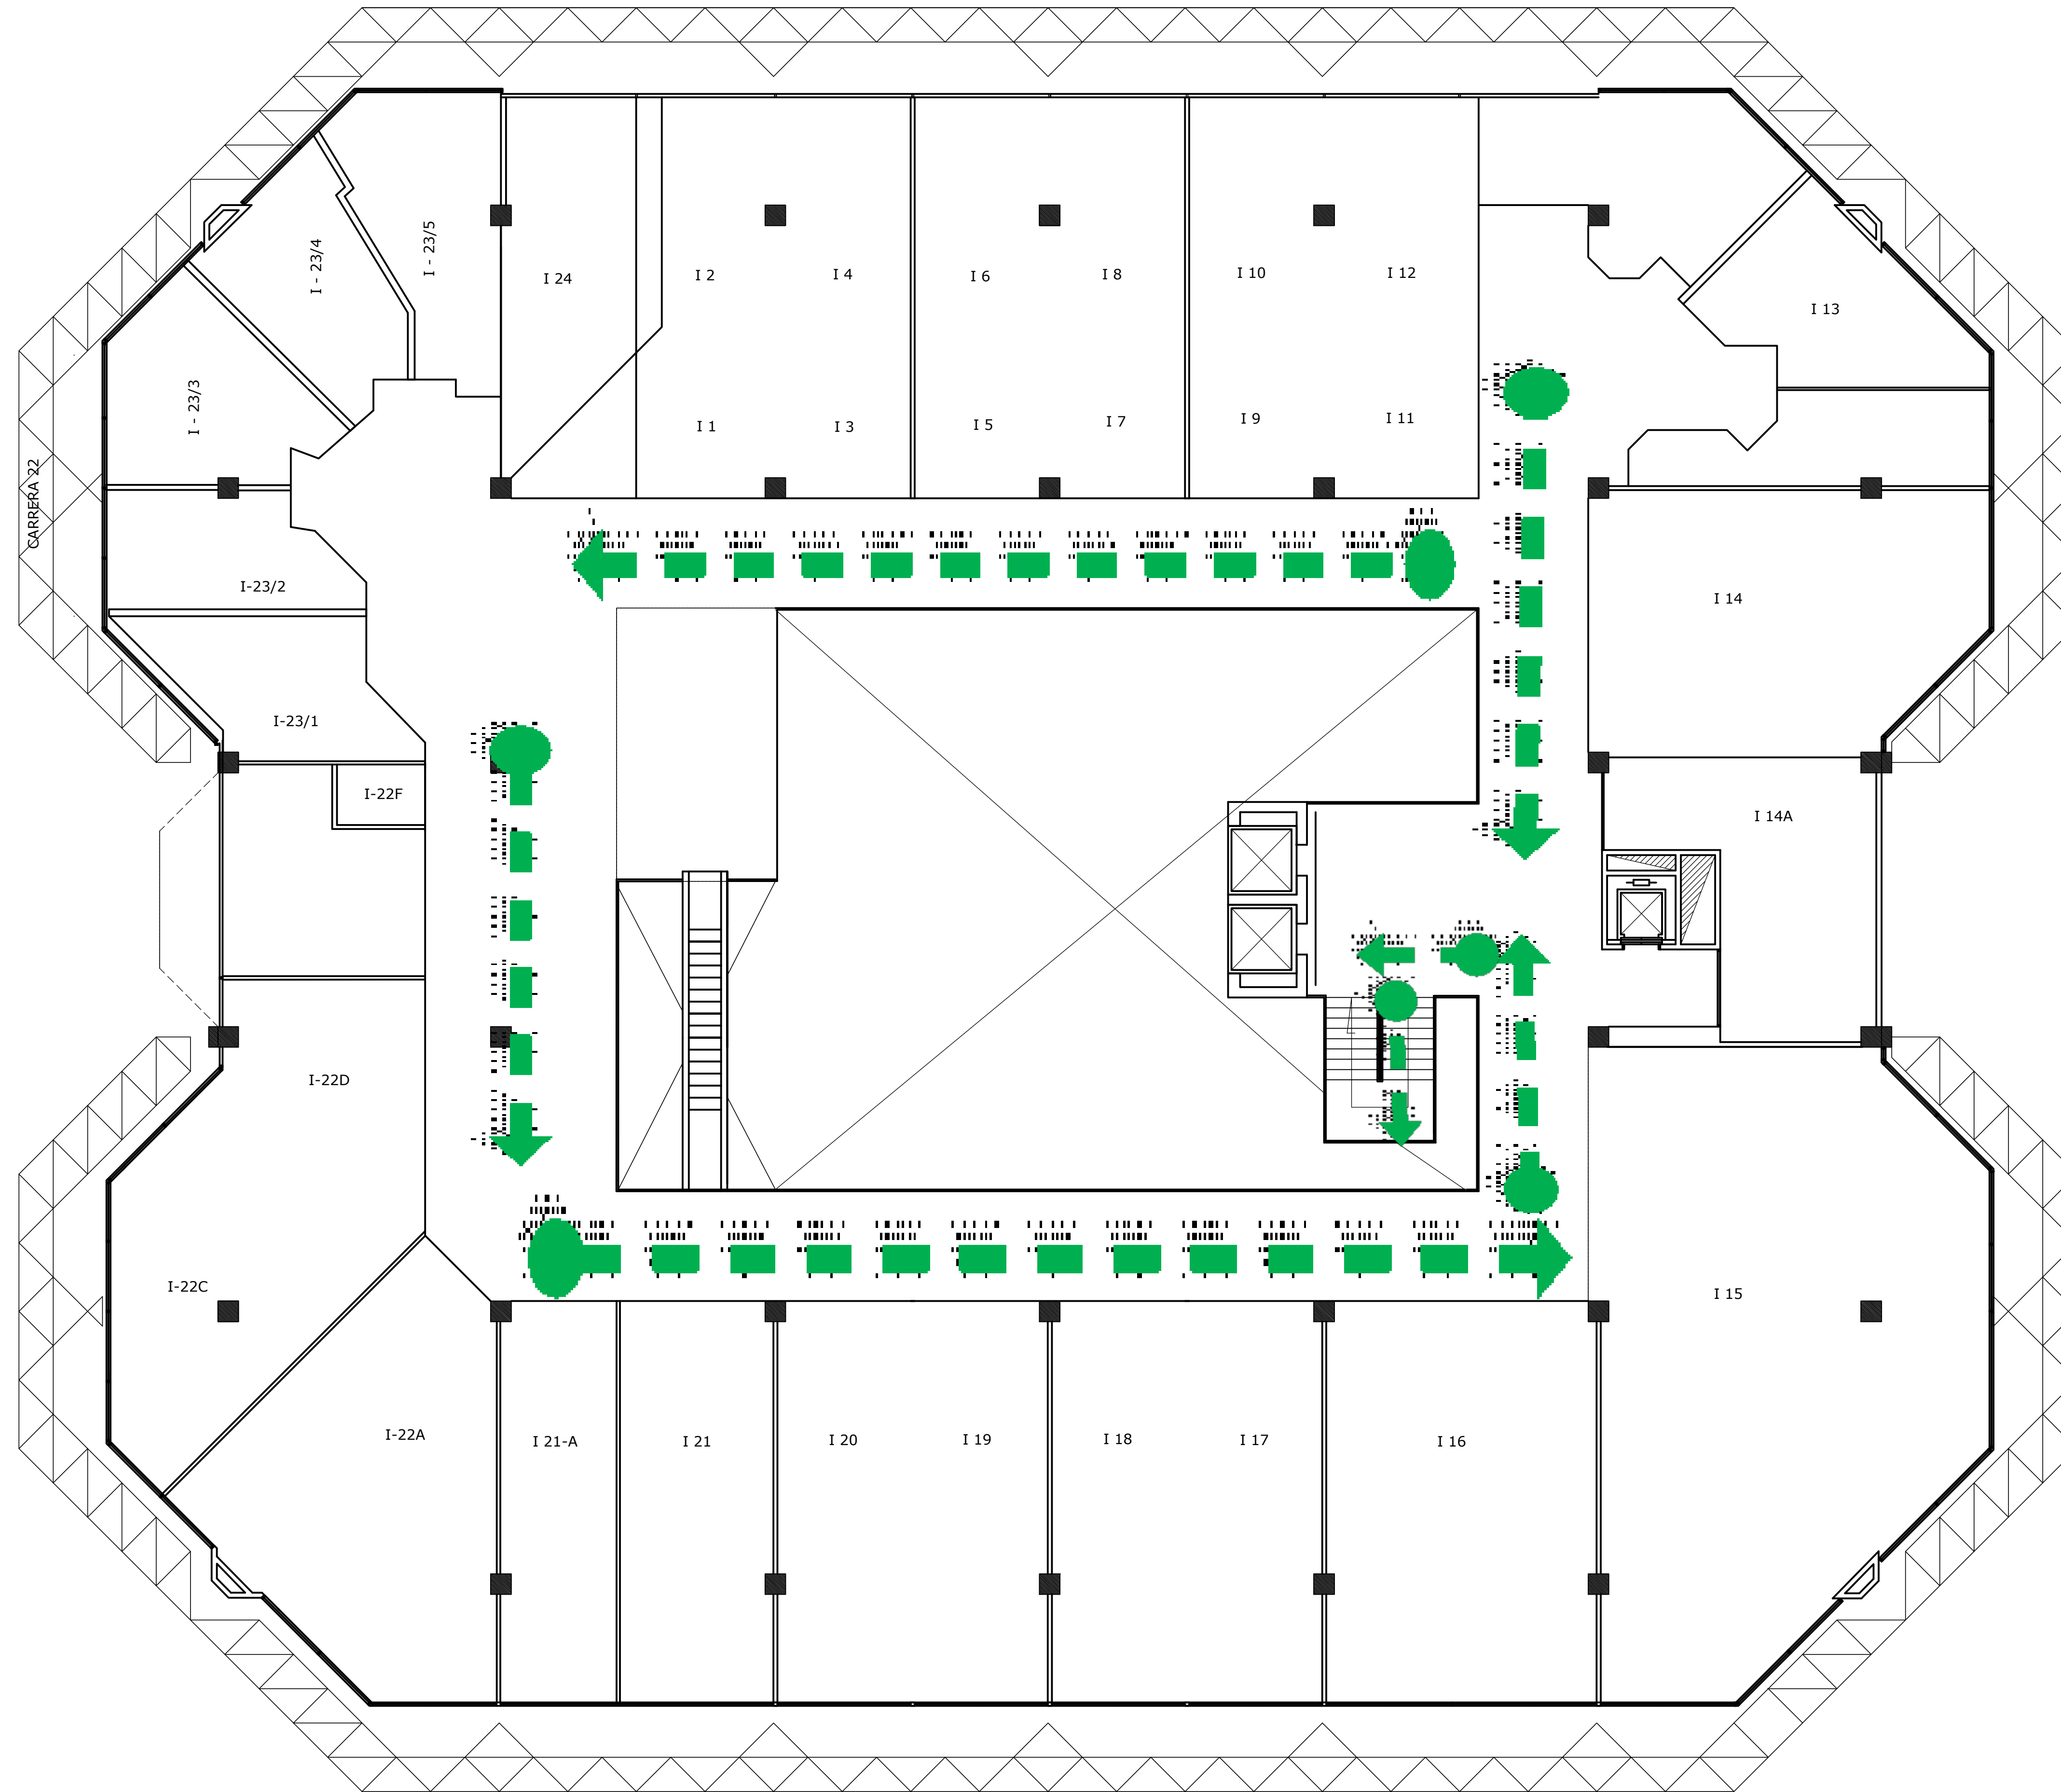 I - 23/4
I - 23/5
I 24
I 2
I 4
I 6
I 8
I 10
I 12
I 13
I - 23/3
I 1
I 3
I 5
I 7
I 9
I 11
CARRERA 22
I-23/2
I 14
I-23/1
I-22F
I 14A
I-22D
I-22C
I 15
I-22A
I 21-A
I 21
I 20
I 19
I 18
I 17
I 16